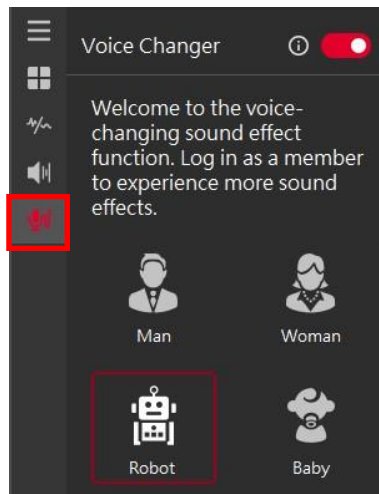 Voice Changer
Welcome to the voice-
changing sound effect
function. Log in as a member
to experience more sound
effects.
Man
Woman
Robot
Baby